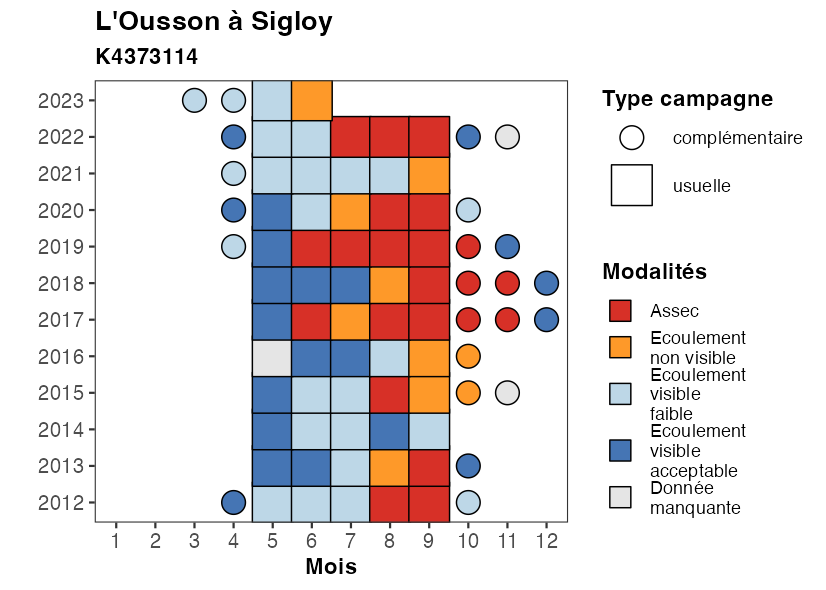 L'Ousson à Sigloy
K4373114
2023
2022
2021
2020
2019
2018
2017
2016
2015
2014
2013
2012
1 2 3 4 5 6 7 8 9 10 11 12
Mois
Type campagne
complémentaire
usuelle
Modalités
Assec
Ecoulement
non visible
Ecoulement
visible
faible
Ecoulement
visible
acceptable
Donnée
manquante